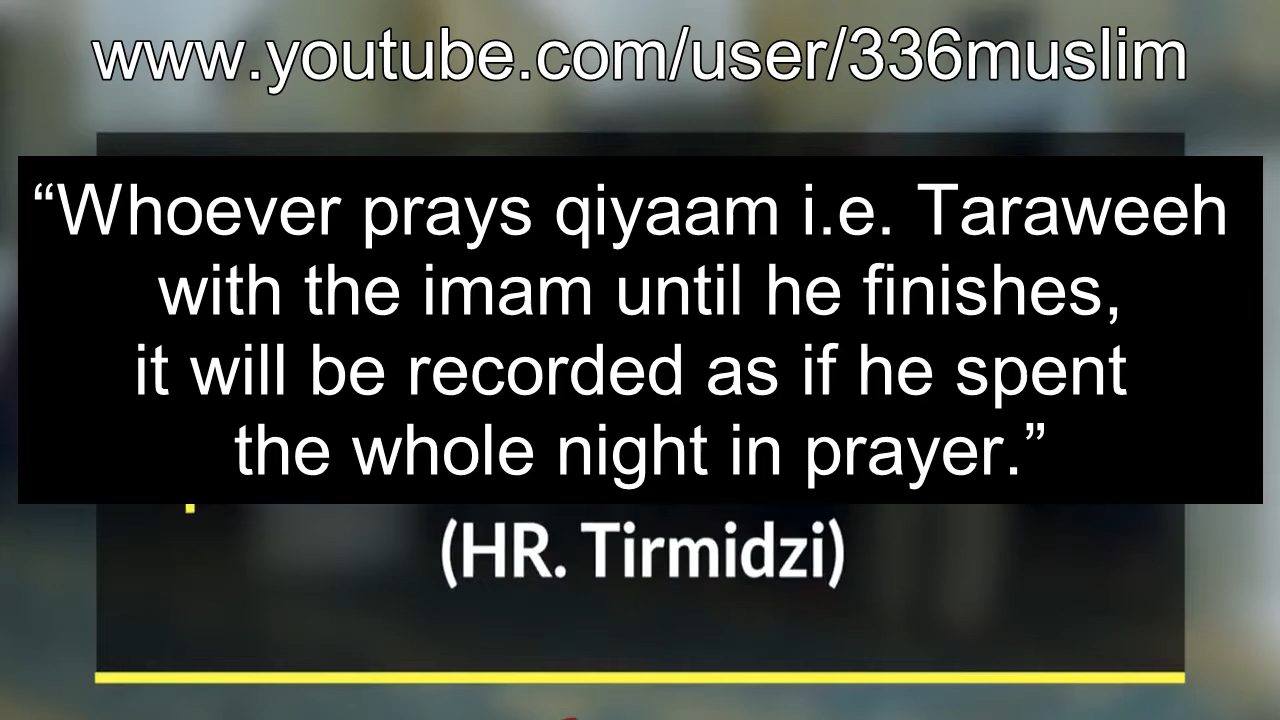 www.youtube.com/user/336muslim
“Whoever prays qiyaam i.e. Taraweeh
with the imam until he finishes,
it will be recorded as if he spent
the whole night in prayer.”
(HR. Tirmidzi)